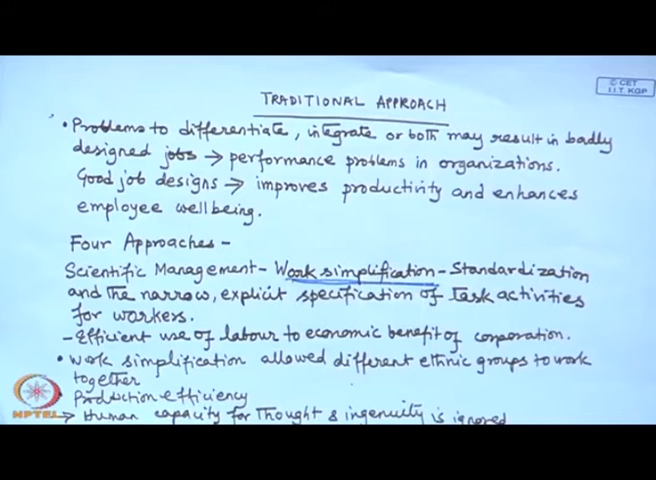 © CET
I.I.T. KGP
TRADITIONAL APPROACH
• Problems to differentiate, integrate or both may result in badly
designed jobs → performance problems in organizations.
Good job designs → improves productivity and enhances
employee wellbeing.
Four Approaches -
Scientific Management - Work simplification - Standardization
and the narrow, explicit specification of task activities
for workers.
- Efficient use of labour to economic benefit of corporation.
• Work simplification allowed different ethnic groups to work
together
• Production efficiency
→ Human capacity for thought & ingenuity is ignored
NPTEL